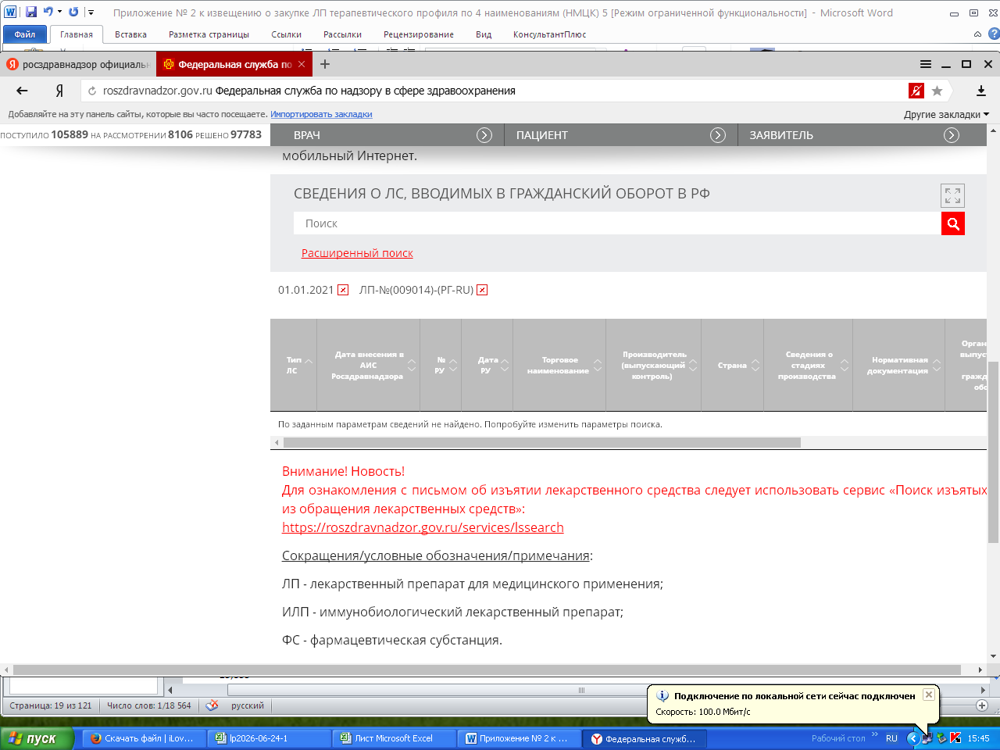 Приложение № 2 к извещению о закупке ЛП терапевтического профиля по 4 наименованиям (НМЦК) 5 [Режим ограниченной функциональности] - Microsoft Word
Файл Главная Вставка Разметка страницы Ссылки Рассылки Рецензирование Вид КонсультантПлюс
росздравнадзор официальн Федеральная служба по
roszdravnadzor.gov.ru Федеральная служба по надзору в сфере здравоохранения
Добавляйте на эту панель сайты, которые вы часто посещаете. Импортировать закладки Другие закладки
ПОСТУПИЛО 105889 НА РАССМОТРЕНИИ 8106 РЕШЕНО 97783 ВРАЧ ПАЦИЕНТ ЗАЯВИТЕЛЬ
мобильный Интернет.
СВЕДЕНИЯ О ЛС, ВВОДИМЫХ В ГРАЖДАНСКИЙ ОБОРОТ В РФ
Поиск
Расширенный поиск
01.01.2021 ЛП-№(009014)-(РГ-RU)
Тип ЛС
Дата внесения в АИС Росздравнадзора
№ РУ
Дата РУ
Торговое наименование
Производитель (выпускающий контроль)
Страна
Сведения о стадиях производства
Нормативная документация
Орган
выпус
гражд
обо
По заданным параметрам сведений не найдено. Попробуйте изменить параметры поиска.
Внимание! Новость!
Для ознакомления с письмом об изъятии лекарственного средства следует использовать сервис «Поиск изъятых
из обращения лекарственных средств»:
https://roszdravnadzor.gov.ru/services/lssearch
Сокращения/условные обозначения/примечания:
ЛП - лекарственный препарат для медицинского применения;
ИЛП - иммунобиологический лекарственный препарат;
ФС - фармацевтическая субстанция.
Подключение по локальной сети сейчас подключен
Скорость: 100.0 Мбит/с
Страница: 19 из 121 Число слов: 1/18 564 русский
пуск Скачать файл | iLov... lp2026-06-24-1 Лист Microsoft Excel Приложение № 2 к ... Федеральная служб... Рабочий стол » RU 15:45